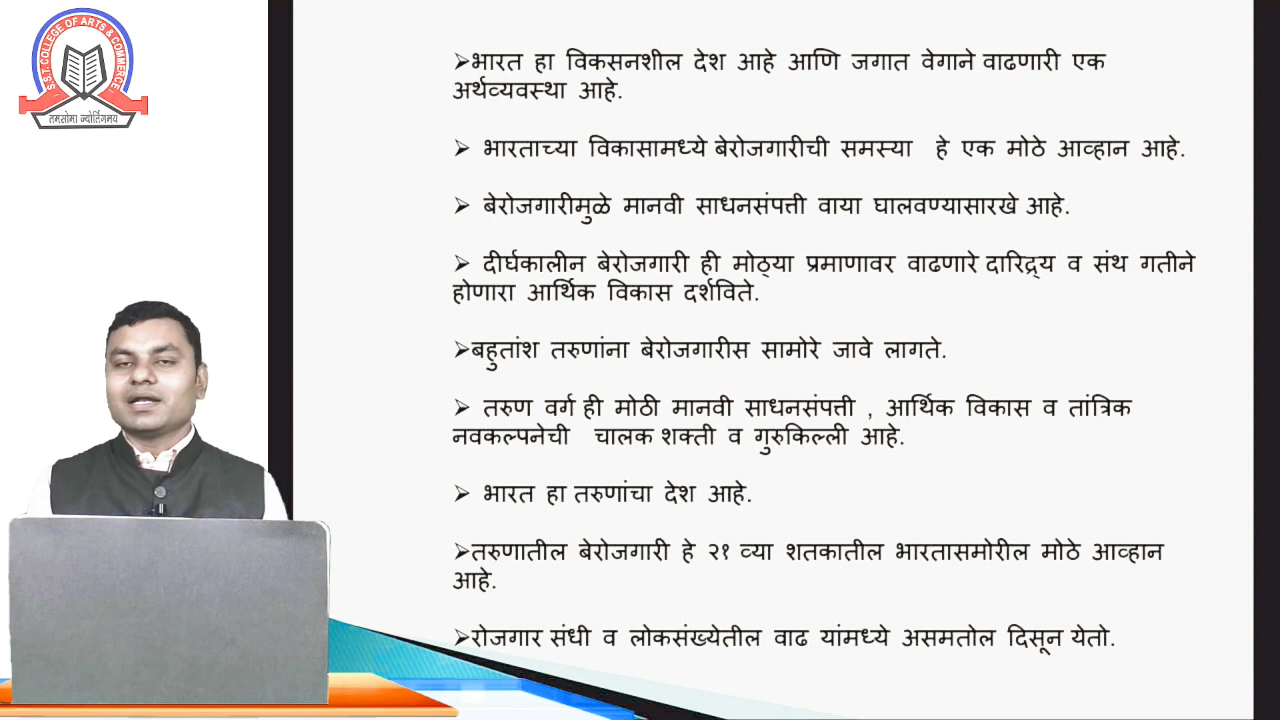 S.S.T COLLEGE OF ARTS & COMMERCE
तमसोमा ज्योर्तिगमय
➢भारत हा विकसनशील देश आहे आणि जगात वेगाने वाढणारी एक
अर्थव्यवस्था आहे.
➢ भारताच्या विकासामध्ये बेरोजगारीची समस्या हे एक मोठे आव्हान आहे.
➢ बेरोजगारीमुळे मानवी साधनसंपत्ती वाया घालवण्यासारखे आहे.
➢ दीर्घकालीन बेरोजगारी ही मोठ्या प्रमाणावर वाढणारे दारिद्र्य व संथ गतीने
होणारा आर्थिक विकास दर्शविते.
➢बहुतांश तरुणांना बेरोजगारीस सामोरे जावे लागते.
➢ तरुण वर्ग ही मोठी मानवी साधनसंपत्ती , आर्थिक विकास व तांत्रिक
नवकल्पनेची चालक शक्ती व गुरुकिल्ली आहे.
➢ भारत हा तरुणांचा देश आहे.
➢तरुणातील बेरोजगारी हे २१ व्या शतकातील भारतासमोरील मोठे आव्हान
आहे.
➢रोजगार संधी व लोकसंख्येतील वाढ यांमध्ये असमतोल दिसून येतो.